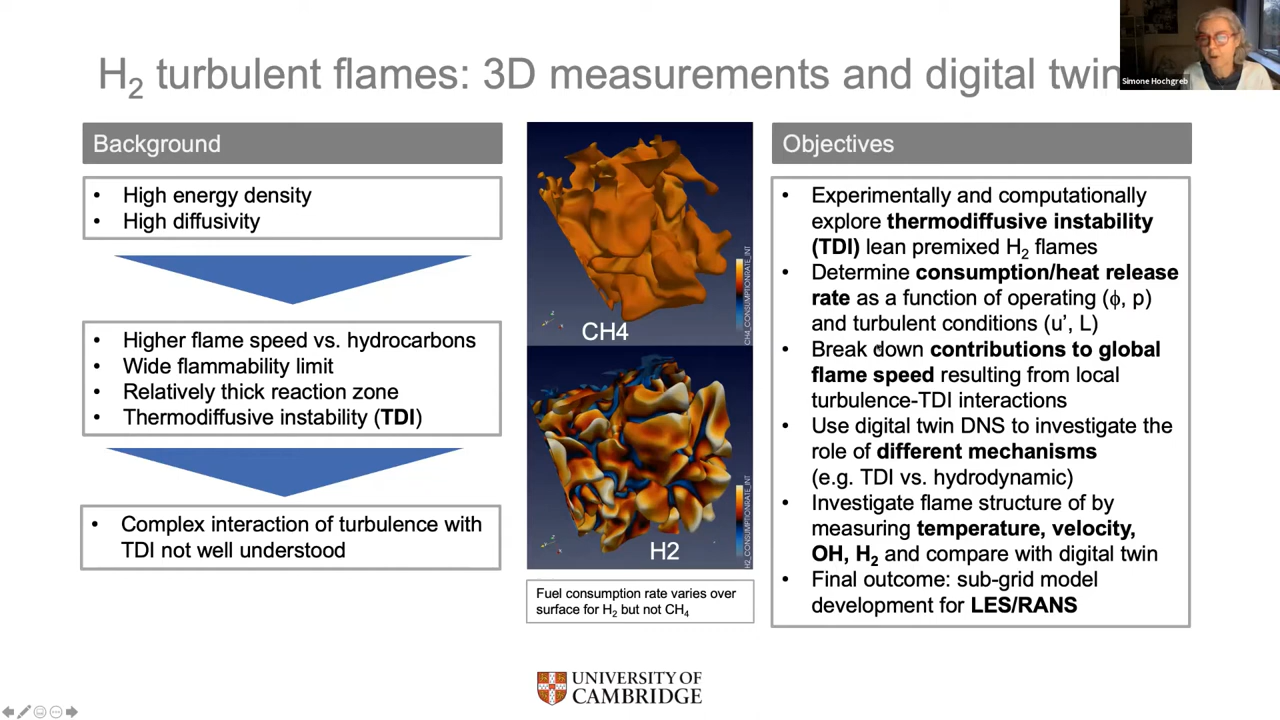 H2 turbulent flames: 3D measurements and digital twin
Simone Hochgreb
Background
• High energy density
• High diffusivity
• Higher flame speed vs. hydrocarbons
• Wide flammability limit
• Relatively thick reaction zone
• Thermodiffusive instability (TDI)
• Complex interaction of turbulence with
TDI not well understood
CH4_CONSUMPTIONRATE_INT
CH4
H2_CONSUMPTIONRATE_INT
H2
Fuel consumption rate varies over
surface for H2 but not CH4
Objectives
• Experimentally and computationally
explore thermodiffusive instability
(TDI) lean premixed H2 flames
• Determine consumption/heat release
rate as a function of operating (ϕ, p)
and turbulent conditions (u’, L)
• Break down contributions to global
flame speed resulting from local
turbulence-TDI interactions
• Use digital twin DNS to investigate the
role of different mechanisms
(e.g. TDI vs. hydrodynamic)
• Investigate flame structure of by
measuring temperature, velocity,
OH, H2 and compare with digital twin
• Final outcome: sub-grid model
development for LES/RANS
UNIVERSITY OF
CAMBRIDGE